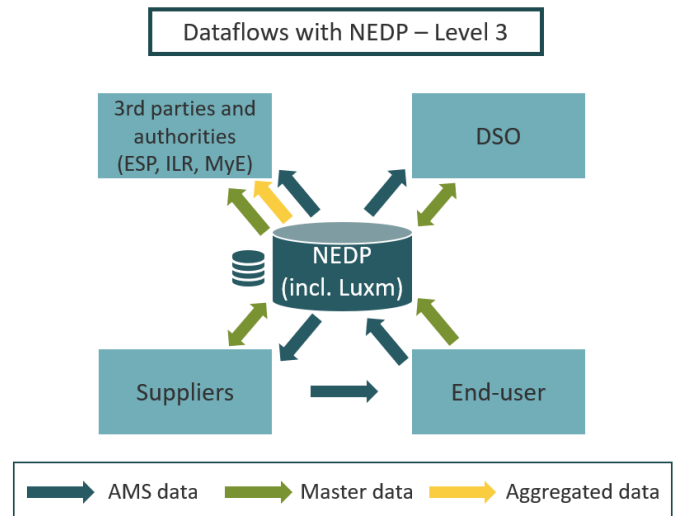 Dataflows with NEDP – Level 3
3rd parties and
authorities
(ESP, ILR, MyE)
DSO
NEDP
(incl. Luxm)
Suppliers
End-user
AMS data
Master data
Aggregated data